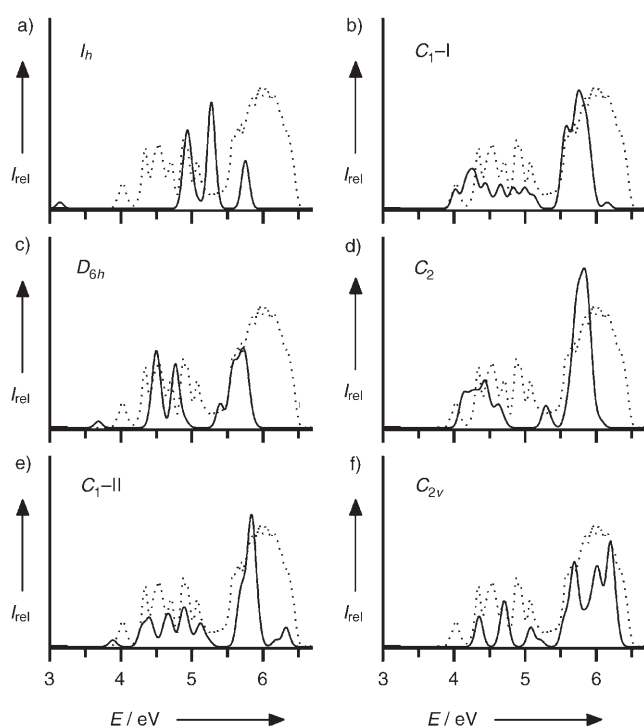 a)
I_h
I_rel
b)
C_1–I
I_rel
c)
D_6h
I_rel
d)
C_2
I_rel
e)
C_1–II
I_rel
3 4 5 6
E / eV
f)
C_2v
I_rel
3 4 5 6
E / eV